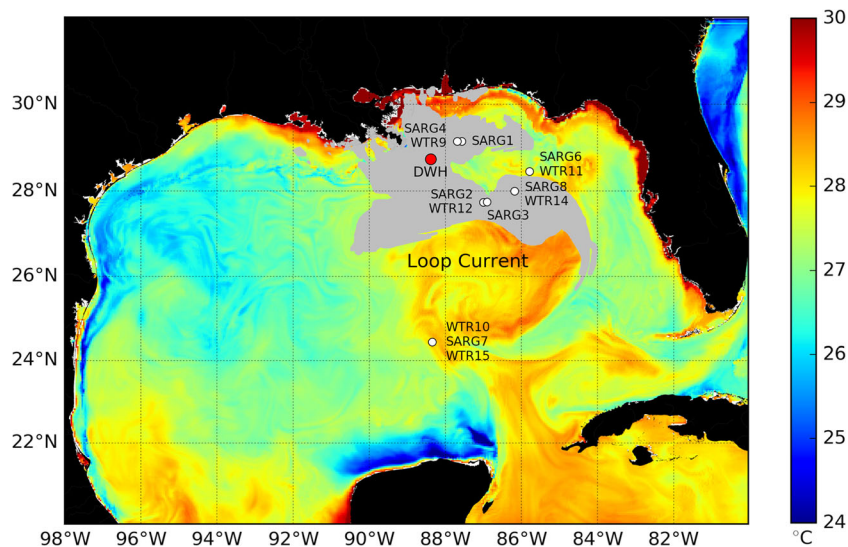 30
30°N
SARG4
WTR9
SARG1
DWH
SARG6
WTR11
29
28°N
SARG8
WTR14
SARG2
WTR12
SARG3
28
Loop Current
26°N
27
WTR10
SARG7
WTR15
24°N
26
22°N
25
24
98°W 96°W 94°W 92°W 90°W 88°W 86°W 84°W 82°W
°C